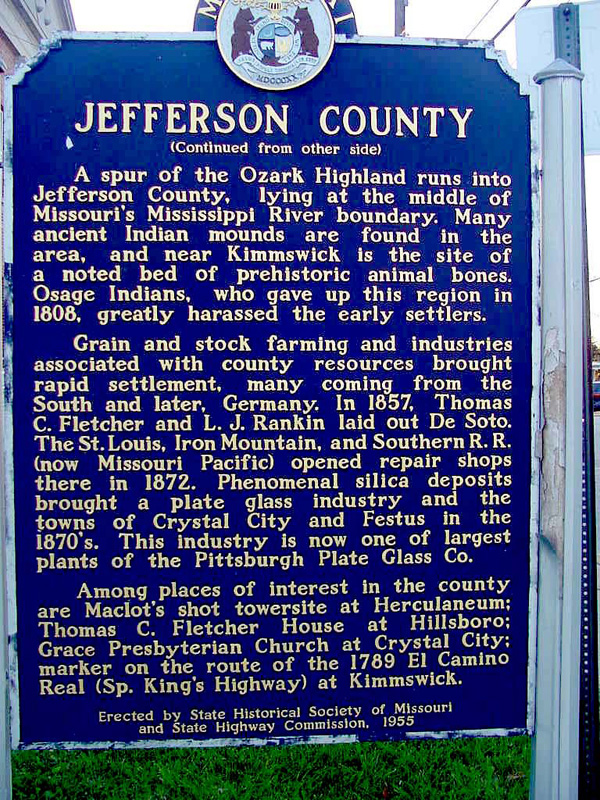 MDCCCXX
JEFFERSON COUNTY
(Continued from other side)
A spur of the Ozark Highland runs into
Jefferson County, lying at the middle of
Missouri's Mississippi River boundary. Many
ancient Indian mounds are found in the
area, and near Kimmswick is the site of
a noted bed of prehistoric animal bones.
Osage Indians, who gave up this region in
1808, greatly harassed the early settlers.
Grain and stock farming and industries
associated with county resources brought
rapid settlement, many coming from the
South and later, Germany. In 1857, Thomas
C. Fletcher and L. J. Rankin laid out De Soto.
The St. Louis, Iron Mountain, and Southern R. R.
(now Missouri Pacific) opened repair shops
there in 1872. Phenomenal silica deposits
brought a plate glass industry and the
towns of Crystal City and Festus in the
1870's. This industry is now one of largest
plants of the Pittsburgh Plate Glass Co.
Among places of interest in the county
are Maclot's shot towersite at Herculaneum;
Thomas C. Fletcher House at Hillsboro;
Grace Presbyterian Church at Crystal City;
marker on the route of the 1789 El Camino
Real (Sp. King's Highway) at Kimmswick.
Erected by State Historical Society of Missouri
and State Highway Commission, 1955